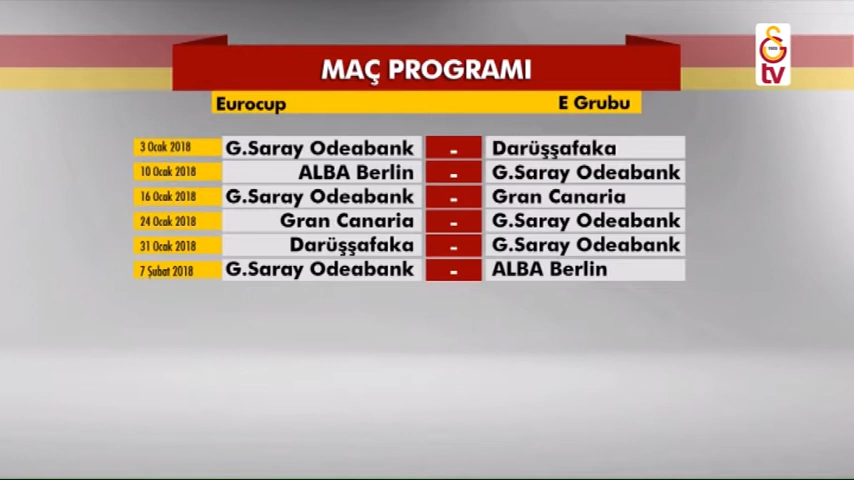 MAÇ PROGRAMI
Eurocup E Grubu
3 Ocak 2018 G.Saray Odeabank - Darüşşafaka
10 Ocak 2018 ALBA Berlin - G.Saray Odeabank
16 Ocak 2018 G.Saray Odeabank - Gran Canaria
24 Ocak 2018 Gran Canaria - G.Saray Odeabank
31 Ocak 2018 Darüşşafaka - G.Saray Odeabank
7 Şubat 2018 G.Saray Odeabank - ALBA Berlin
tv